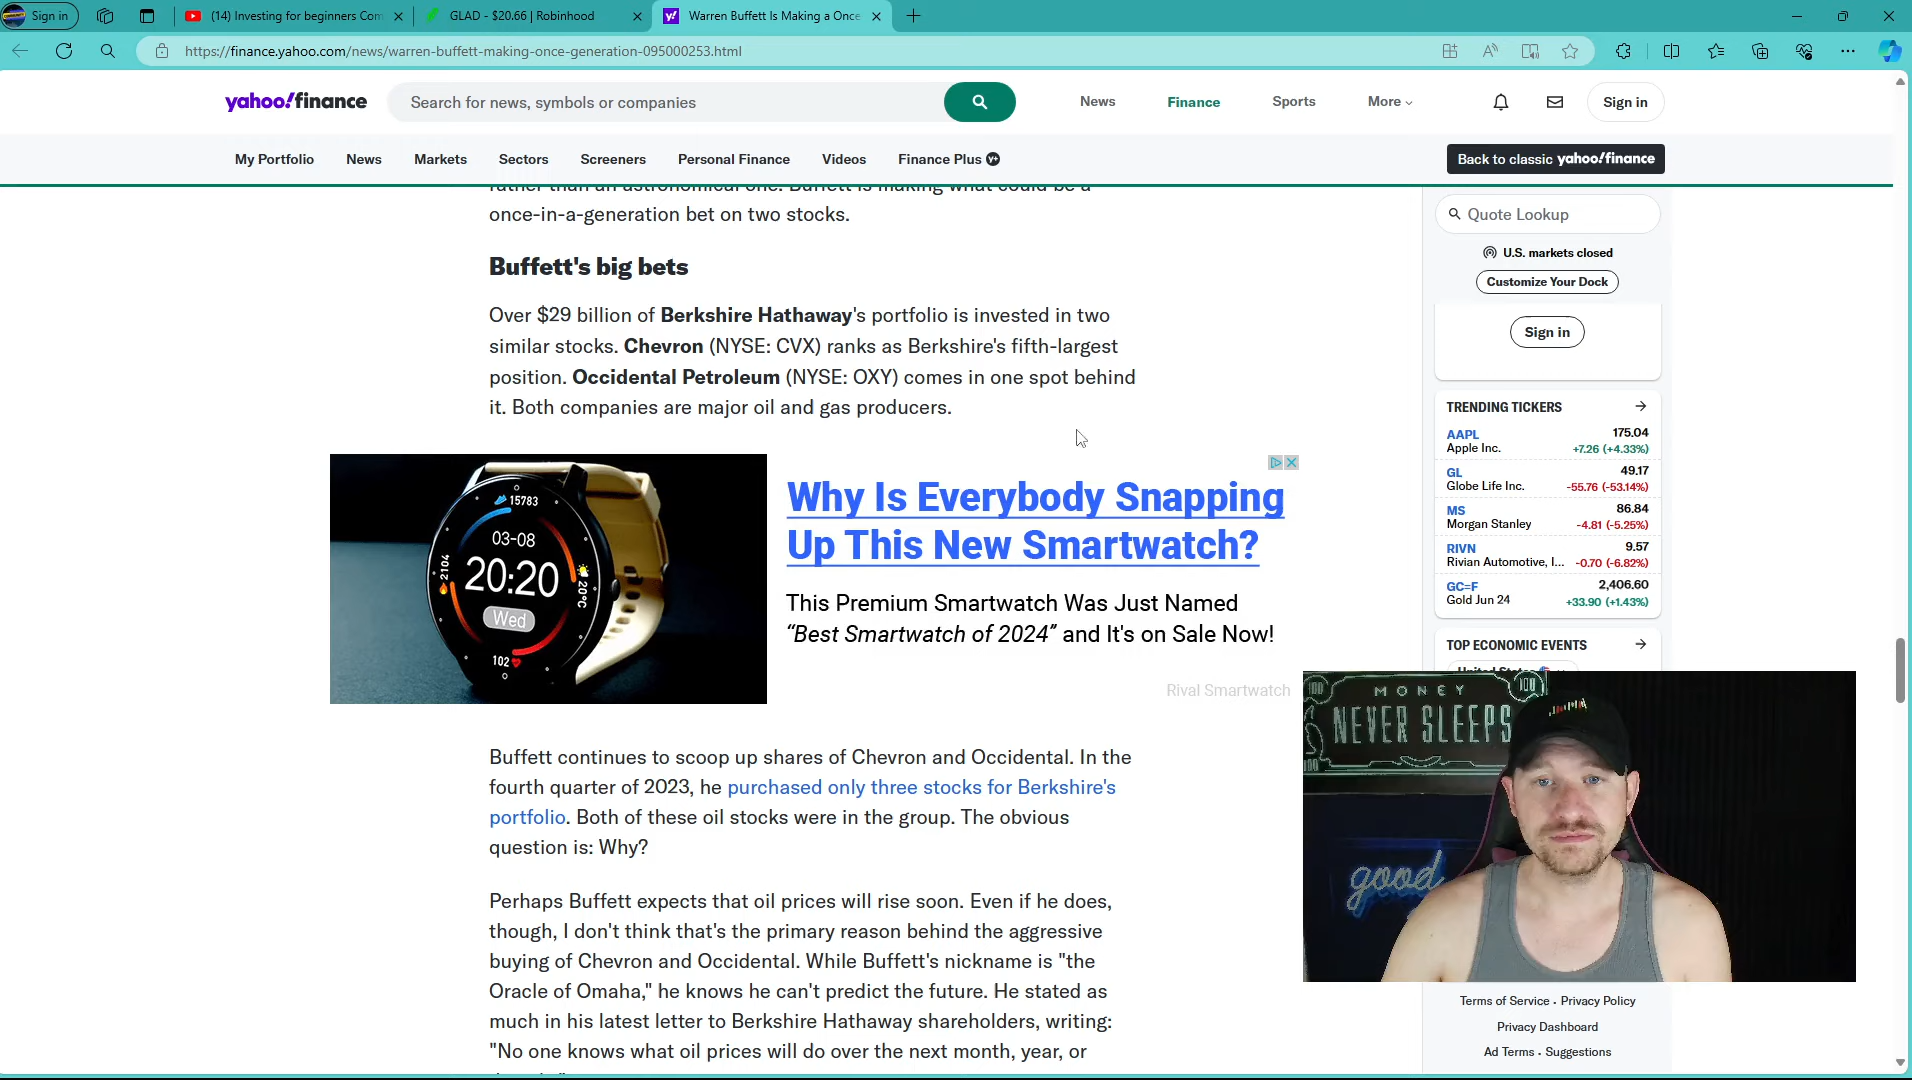 Sign in
(14) Investing for beginners Com
GLAD - $20.66 | Robinhood
Warren Buffett Is Making a Once
https://finance.yahoo.com/news/warren-buffett-making-once-generation-095000253.html
yahoo!finance
Search for news, symbols or companies
News
Finance
Sports
More
Sign in
My Portfolio
News
Markets
Sectors
Screeners
Personal Finance
Videos
Finance Plus
Back to classic yahoo!finance
rather than an astronomical one. Buffett is making what could be a
once-in-a-generation bet on two stocks.
Buffett's big bets
Over $29 billion of Berkshire Hathaway's portfolio is invested in two
similar stocks. Chevron (NYSE: CVX) ranks as Berkshire's fifth-largest
position. Occidental Petroleum (NYSE: OXY) comes in one spot behind
it. Both companies are major oil and gas producers.
15783
03-08
20:20
2104
20°C
Wed
102
Why Is Everybody Snapping
Up This New Smartwatch?
This Premium Smartwatch Was Just Named
“Best Smartwatch of 2024” and It's on Sale Now!
Rival Smartwatch
Buffett continues to scoop up shares of Chevron and Occidental. In the
fourth quarter of 2023, he purchased only three stocks for Berkshire's
portfolio. Both of these oil stocks were in the group. The obvious
question is: Why?
Perhaps Buffett expects that oil prices will rise soon. Even if he does,
though, I don't think that's the primary reason behind the aggressive
buying of Chevron and Occidental. While Buffett's nickname is "the
Oracle of Omaha," he knows he can't predict the future. He stated as
much in his latest letter to Berkshire Hathaway shareholders, writing:
"No one knows what oil prices will do over the next month, year, or
Quote Lookup
U.S. markets closed
Customize Your Dock
Sign in
TRENDING TICKERS
AAPL 175.04
Apple Inc. +7.26 (+4.33%)
GL 49.17
Globe Life Inc. -55.76 (-53.14%)
MS 86.84
Morgan Stanley -4.81 (-5.25%)
RIVN 9.57
Rivian Automotive, I... -0.70 (-6.82%)
GC=F 2,406.60
Gold Jun 24 +33.90 (+1.43%)
TOP ECONOMIC EVENTS
United States
MONEY
NEVER SLEEPS
100
good
Terms of Service • Privacy Policy
Privacy Dashboard
Ad Terms • Suggestions